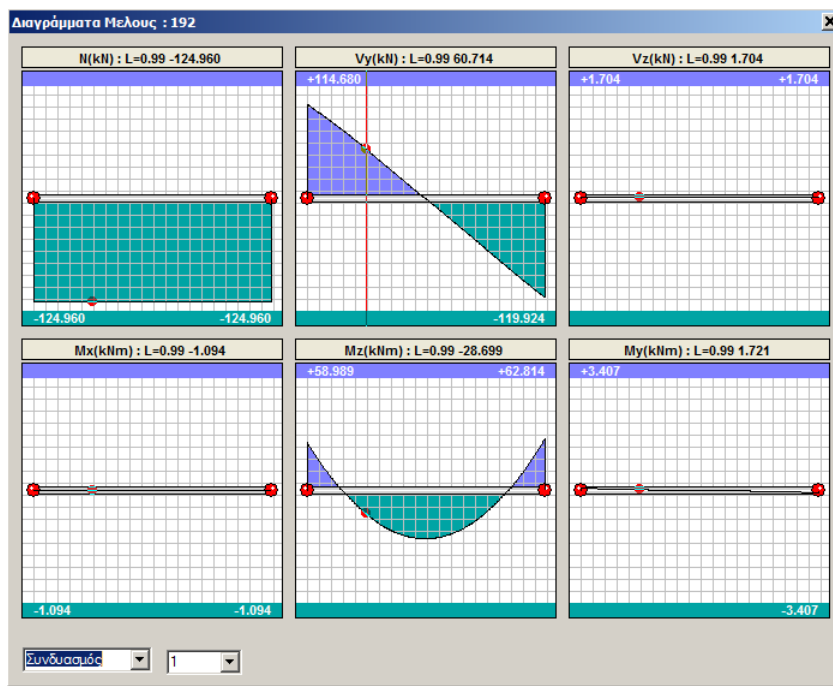 Διαγράμματα Μελους : 192
N(kN) : L=0.99 -124.960
Vy(kN) : L=0.99 60.714
Vz(kN) : L=0.99 1.704
+114.680
+1.704 +1.704
-124.960 -124.960
-119.924
Mx(kNm) : L=0.99 -1.094
Mz(kNm) : L=0.99 -28.699
My(kNm) : L=0.99 1.721
+58.989 +62.814
+3.407
-1.094 -1.094
-3.407
Συνδυασμός
1